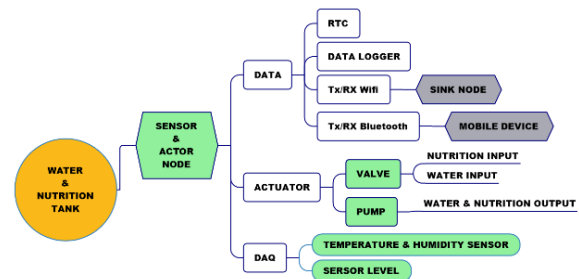 RTC
DATA LOGGER
DATA
Tx/RX Wifi
SINK NODE
SENSOR
&
ACTOR
NODE
Tx/RX Bluetooth
MOBILE DEVICE
WATER
&
NUTRITION
TANK
NUTRITION INPUT
VALVE
WATER INPUT
ACTUATOR
PUMP
WATER & NUTRITION OUTPUT
TEMPERATURE & HUMIDITY SENSOR
DAQ
SERSOR LEVEL